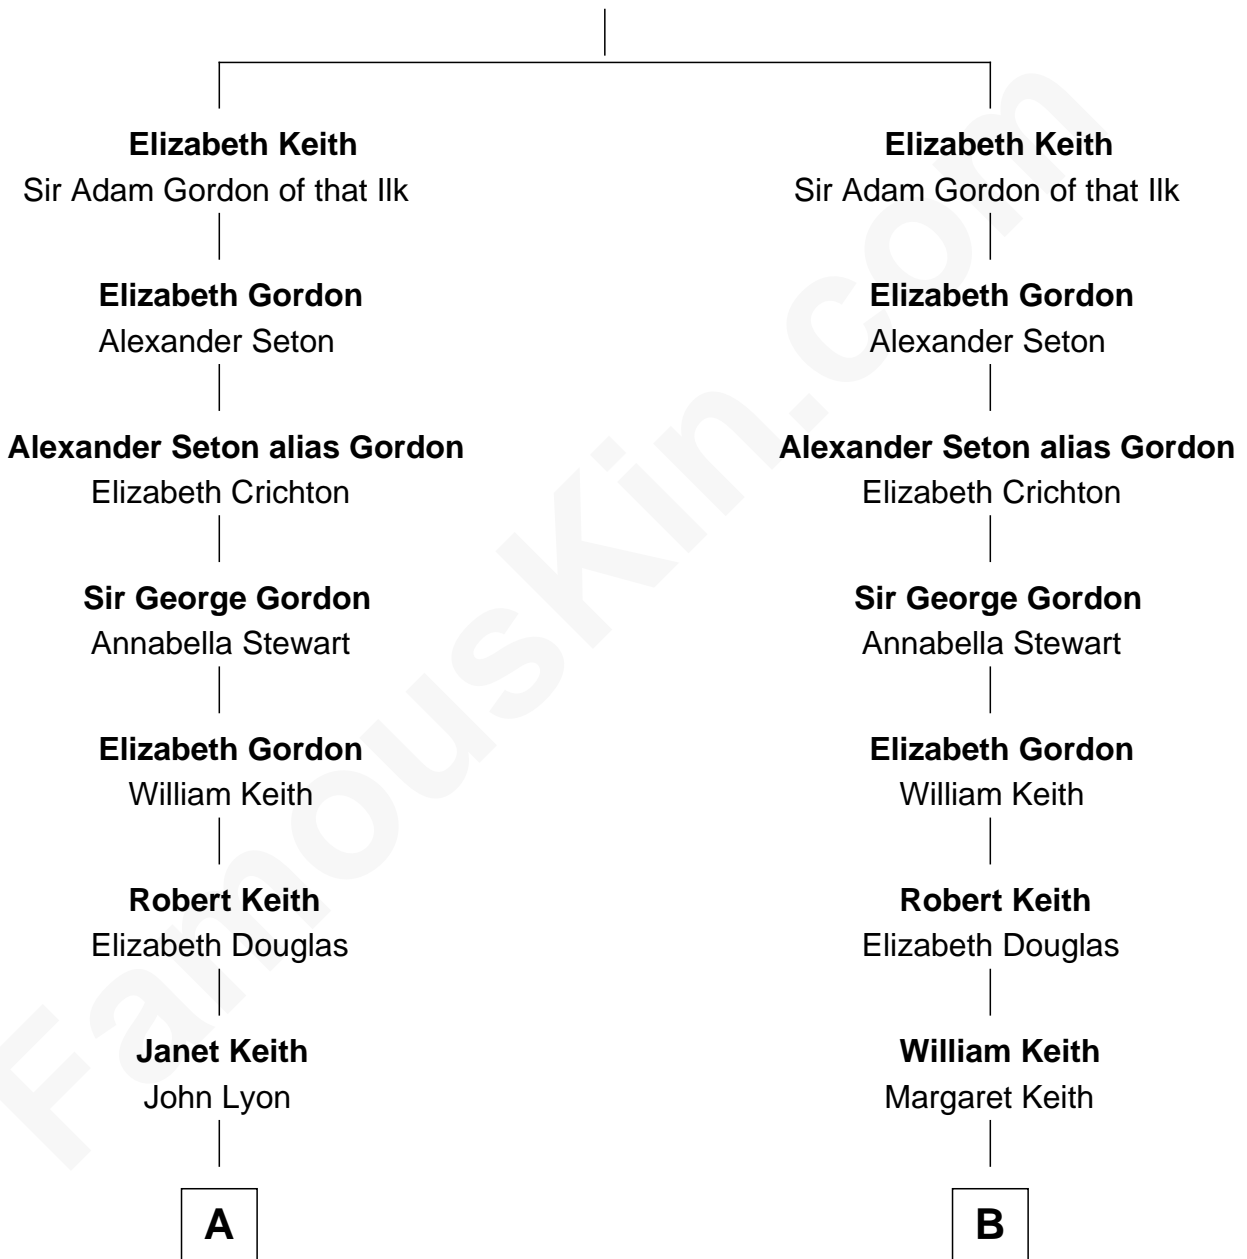 Elizabeth Keith
Sir Adam Gordon of that Ilk
Elizabeth Gordon
Alexander Seton
Alexander Seton alias Gordon
Elizabeth Crichton
Sir George Gordon
Annabella Stewart
Elizabeth Gordon
William Keith
Robert Keith
Elizabeth Douglas
Janet Keith
John Lyon
A
Elizabeth Keith
Sir Adam Gordon of that Ilk
Elizabeth Gordon
Alexander Seton
Alexander Seton alias Gordon
Elizabeth Crichton
Sir George Gordon
Annabella Stewart
Elizabeth Gordon
William Keith
Robert Keith
Elizabeth Douglas
William Keith
Margaret Keith
B
FamousKin.com